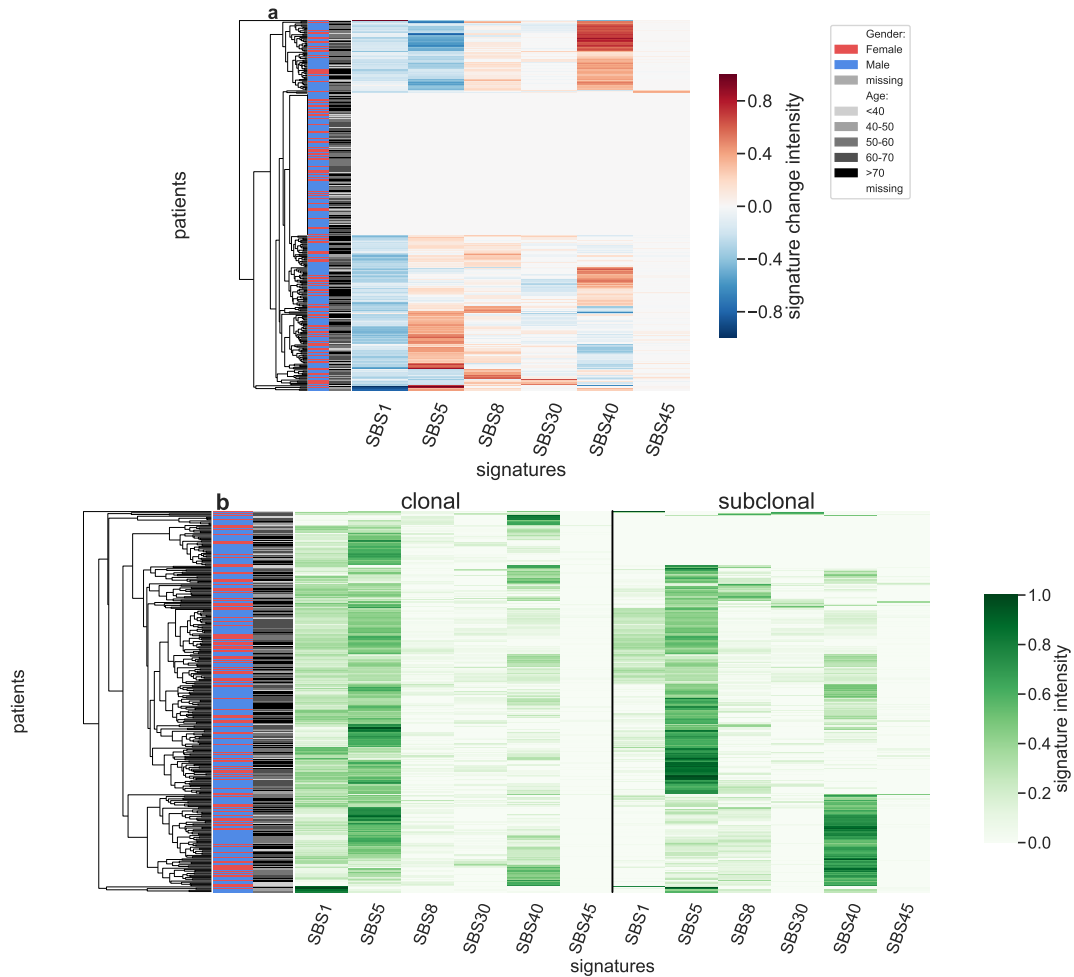 a
Gender:
Female
Male
missing
Age:
<40
40-50
50-60
60-70
>70
missing
patients
0.8
0.4
0.0
−0.4
−0.8
signature change intensity
SBS1
SBS5
SBS8
SBS30
SBS40
SBS45
signatures
b
clonal
subclonal
patients
1.0
0.8
0.6
0.4
0.2
0.0
signature intensity
SBS1
SBS5
SBS8
SBS30
SBS40
SBS45
SBS1
SBS5
SBS8
SBS30
SBS40
SBS45
signatures